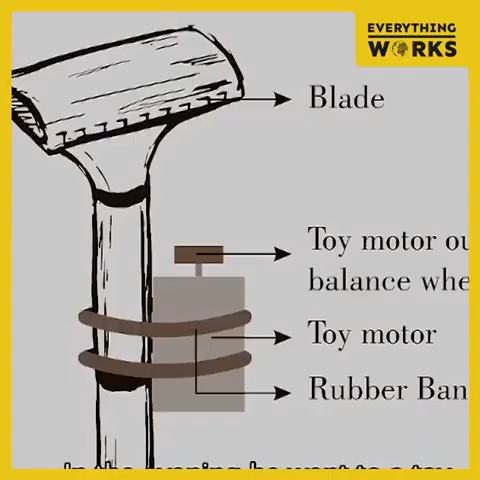 EVERYTHING
WORKS
Blade
Toy motor ou
balance whe
Toy motor
Rubber Ban